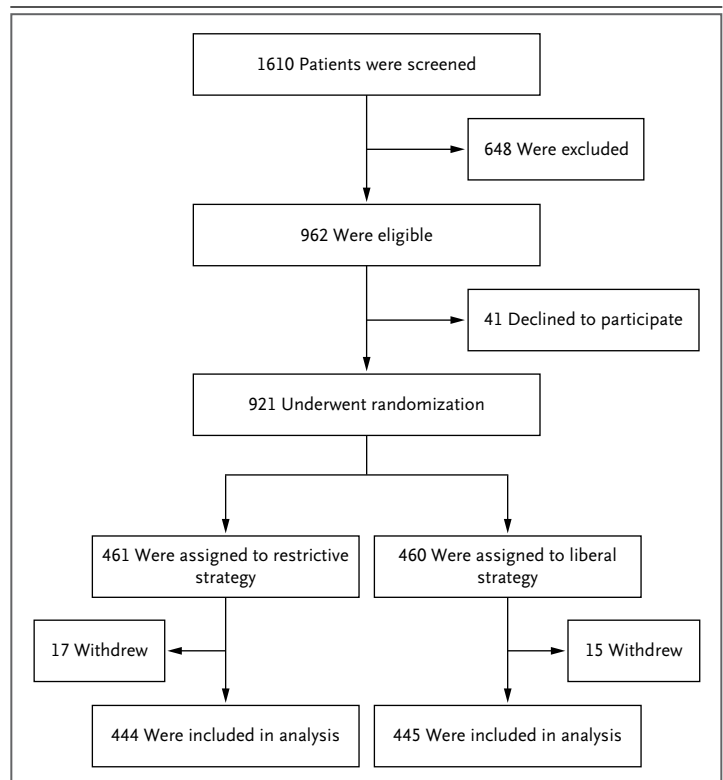 1610 Patients were screened
648 Were excluded
962 Were eligible
41 Declined to participate
921 Underwent randomization
461 Were assigned to restrictive
strategy
460 Were assigned to liberal
strategy
17 Withdrew
15 Withdrew
444 Were included in analysis
445 Were included in analysis